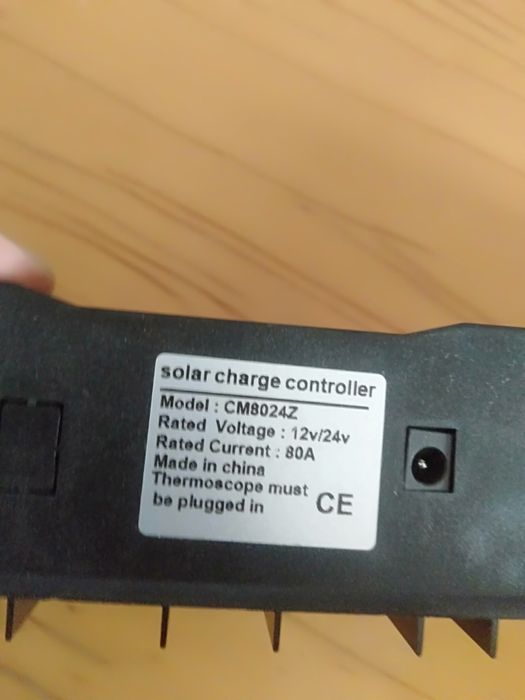 solar charge controller
Model : CM8024Z
Rated Voltage : 12v/24v
Rated Current : 80A
Made in china
Thermoscope must
be plugged in
CE